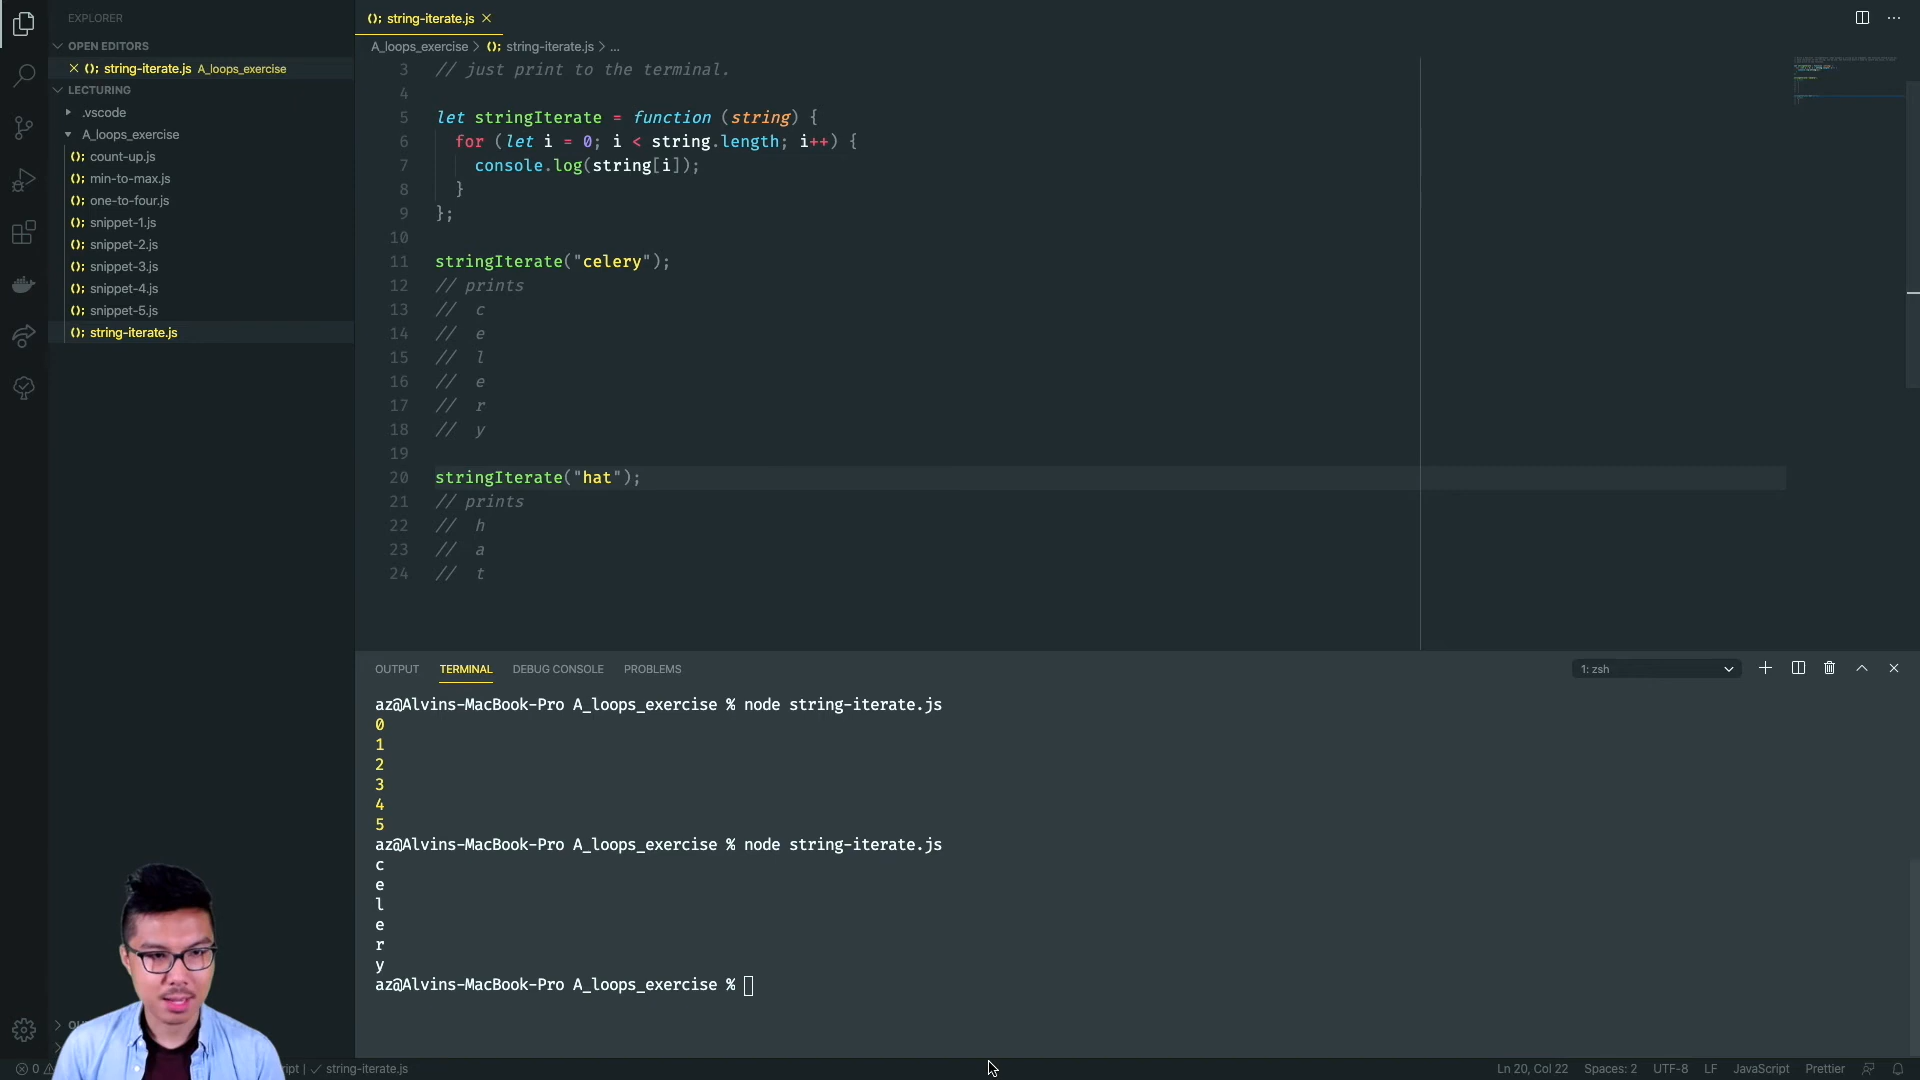 EXPLORER
OPEN EDITORS
string-iterate.js A_loops_exercise
LECTURING
.vscode
A_loops_exercise
(); count-up.js
(); min-to-max.js
(); one-to-four.js
(); snippet-1.js
(); snippet-2.js
(); snippet-3.js
(); snippet-4.js
(); snippet-5.js
(); string-iterate.js
(); string-iterate.js
A_loops_exercise > (); string-iterate.js > ...
3 // just print to the terminal.
4
5 let stringIterate = function (string) {
6 for (let i = 0; i < string.length; i++) {
7 console.log(string[i]);
8 }
9 };
10
11 stringIterate("celery");
12 // prints
13 // c
14 // e
15 // l
16 // e
17 // r
18 // y
19
20 stringIterate("hat");
21 // prints
22 // h
23 // a
24 // t
OUTPUT TERMINAL DEBUG CONSOLE PROBLEMS
1: zsh
az@Alvins-MacBook-Pro A_loops_exercise % node string-iterate.js
0
1
2
3
4
5
az@Alvins-MacBook-Pro A_loops_exercise % node string-iterate.js
c
e
l
e
r
y
az@Alvins-MacBook-Pro A_loops_exercise %
0
string-iterate.js
Ln 20, Col 22 Spaces: 2 UTF-8 LF JavaScript Prettier